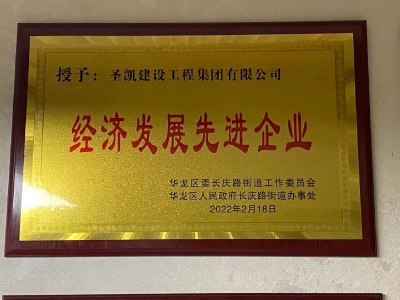 授予：圣凯建设工程集团有限公司
经济发展先进企业
华龙区委长庆路街道工作委员会
华龙区人民政府长庆路街道办事处
2022年2月18日